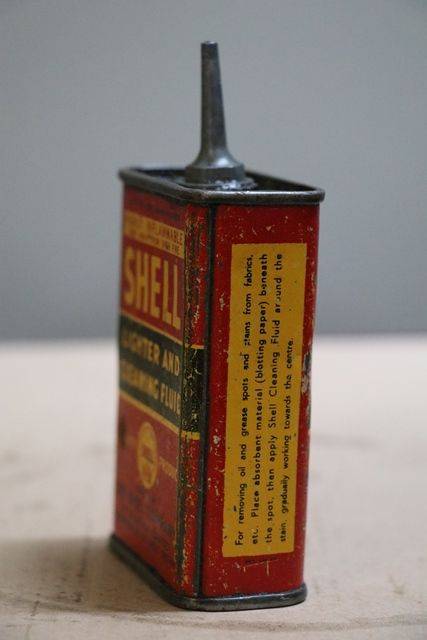 INFLAMMABLE
SHELL
LIGHTER AND
CLEANING FLUID
For removing oil and grease spots and stains from fabrics,
etc. Place absorbent material (blotting paper) beneath
the spot, then apply Shell Cleaning Fluid around the
stain, gradually working towards the centre.